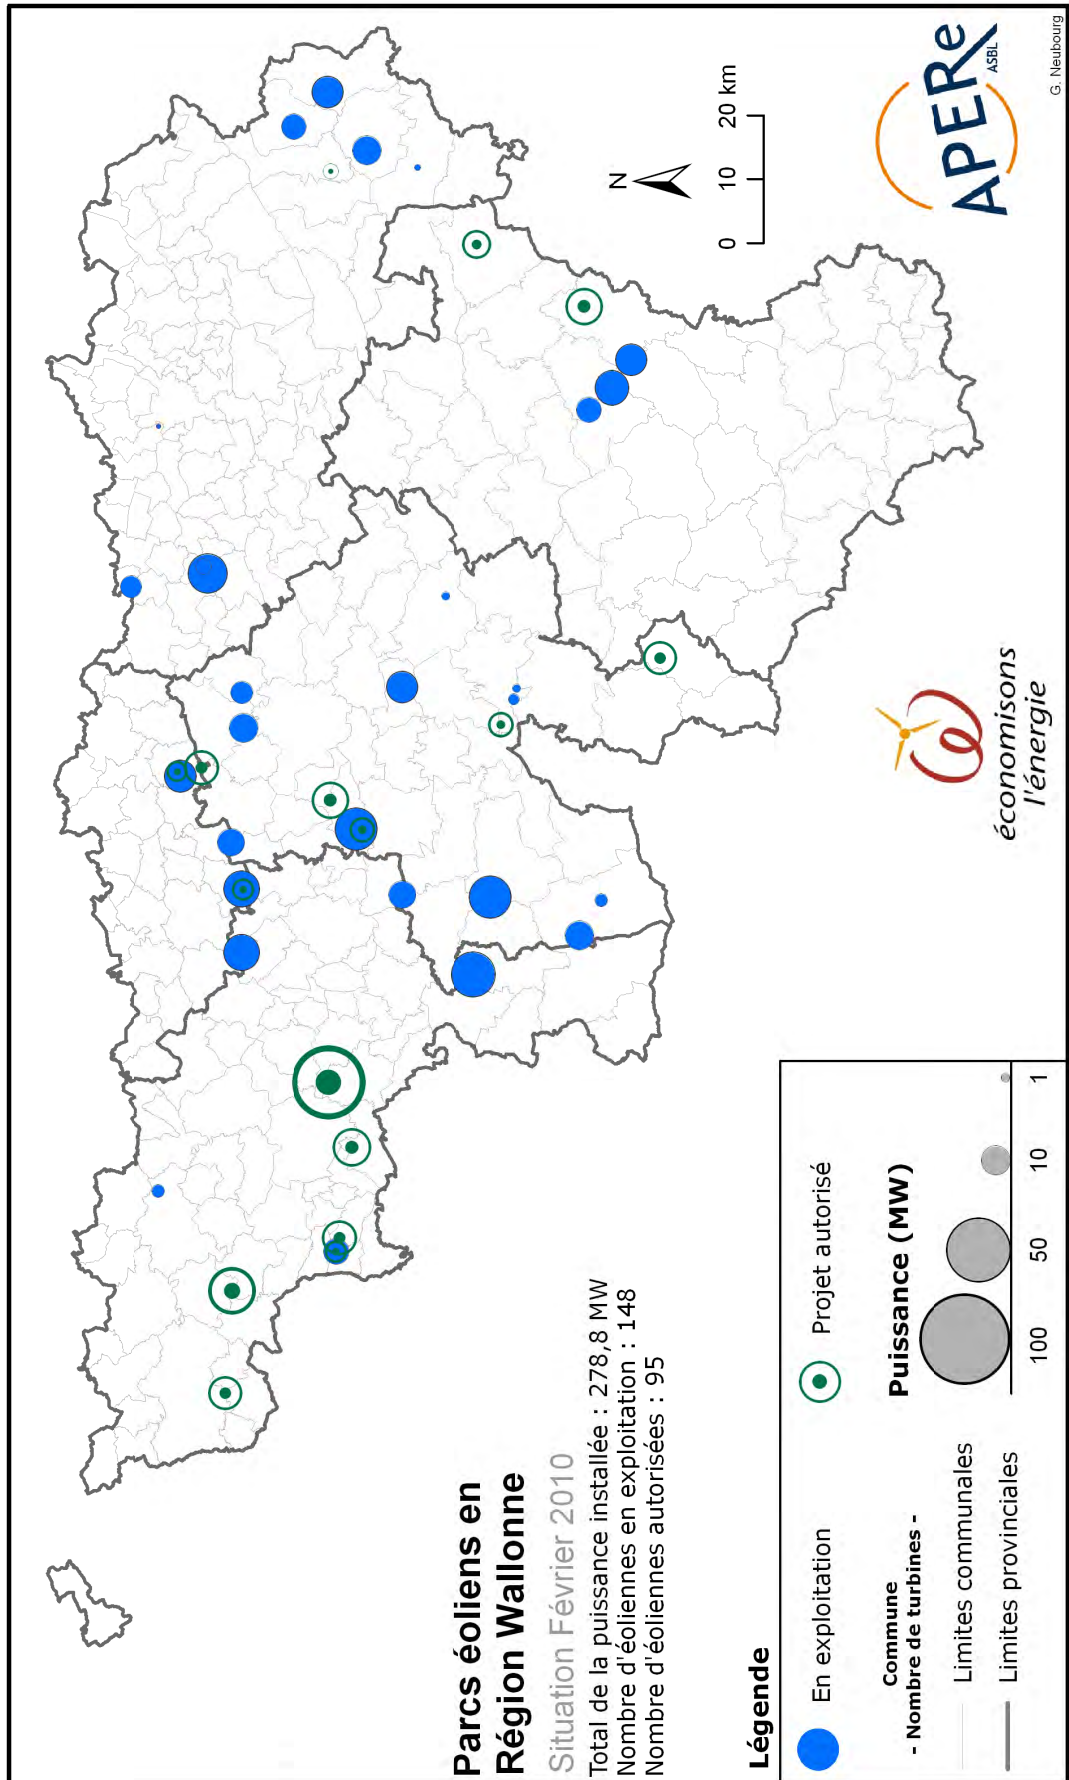 Parcs éoliens en
Région Wallonne
Situation Février 2010
Total de la puissance installée : 278,8 MW
Nombre d'éoliennes en exploitation : 148
Nombre d'éoliennes autorisées : 95
Légende
En exploitation
Projet autorisé
Commune
- Nombre de turbines -
Limites communales
Limites provinciales
Puissance (MW)
100 50 10 1
économisons
l'énergie
N
0 10 20 km
APERe
ASBL
G. Neubourg